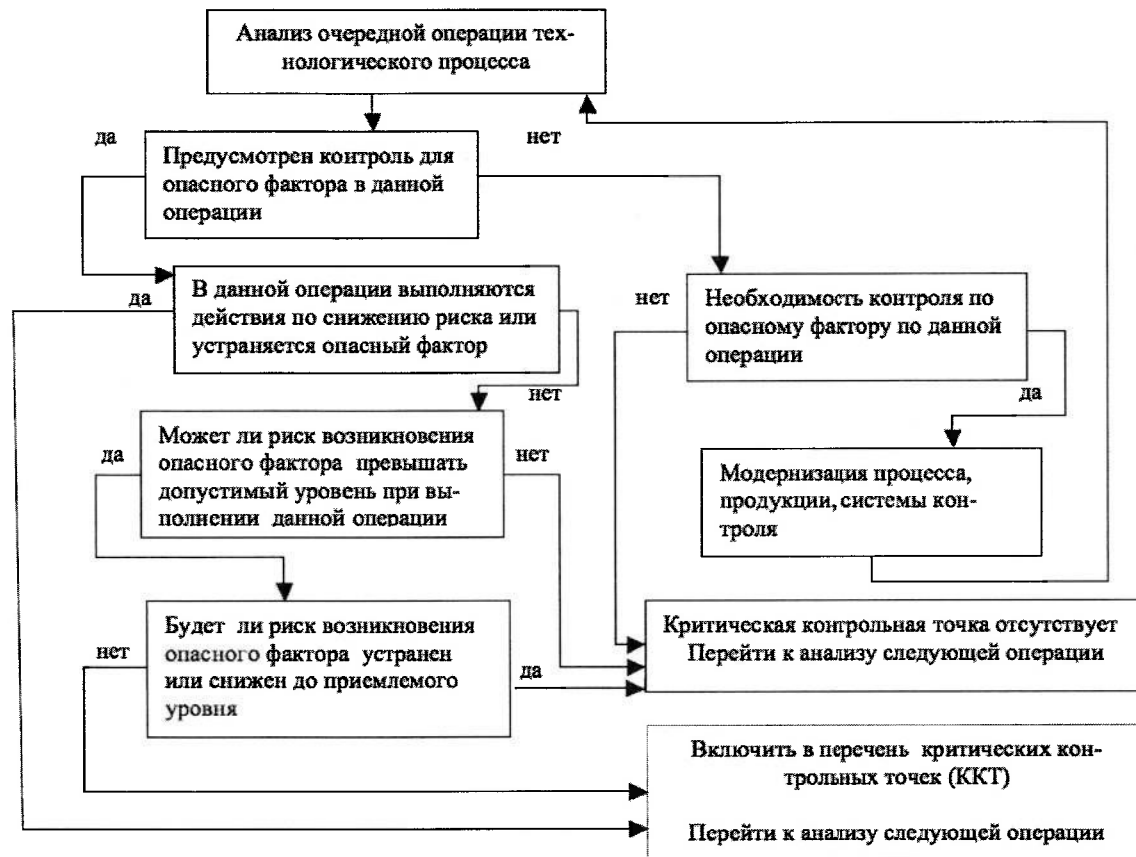 Анализ очередной операции тех-
нологического процесса
да
нет
Предусмотрен контроль для
опасного фактора в данной
операции
да
В данной операции выполняются
действия по снижению риска или
устраняется опасный фактор
нет
Необходимость контроля по
опасному фактору по данной
операции
нет
да
да
Может ли риск возникновения
опасного фактора превышать
допустимый уровень при вы-
полнении данной операции
нет
Модернизация процесса,
продукции, системы кон-
троля
нет
Будет ли риск возникновения
опасного фактора устранен
или снижен до приемлемого
уровня
да
Критическая контрольная точка отсутствует
Перейти к анализу следующей операции
Включить в перечень критических кон-
трольных точек (ККТ)
Перейти к анализу следующей операции